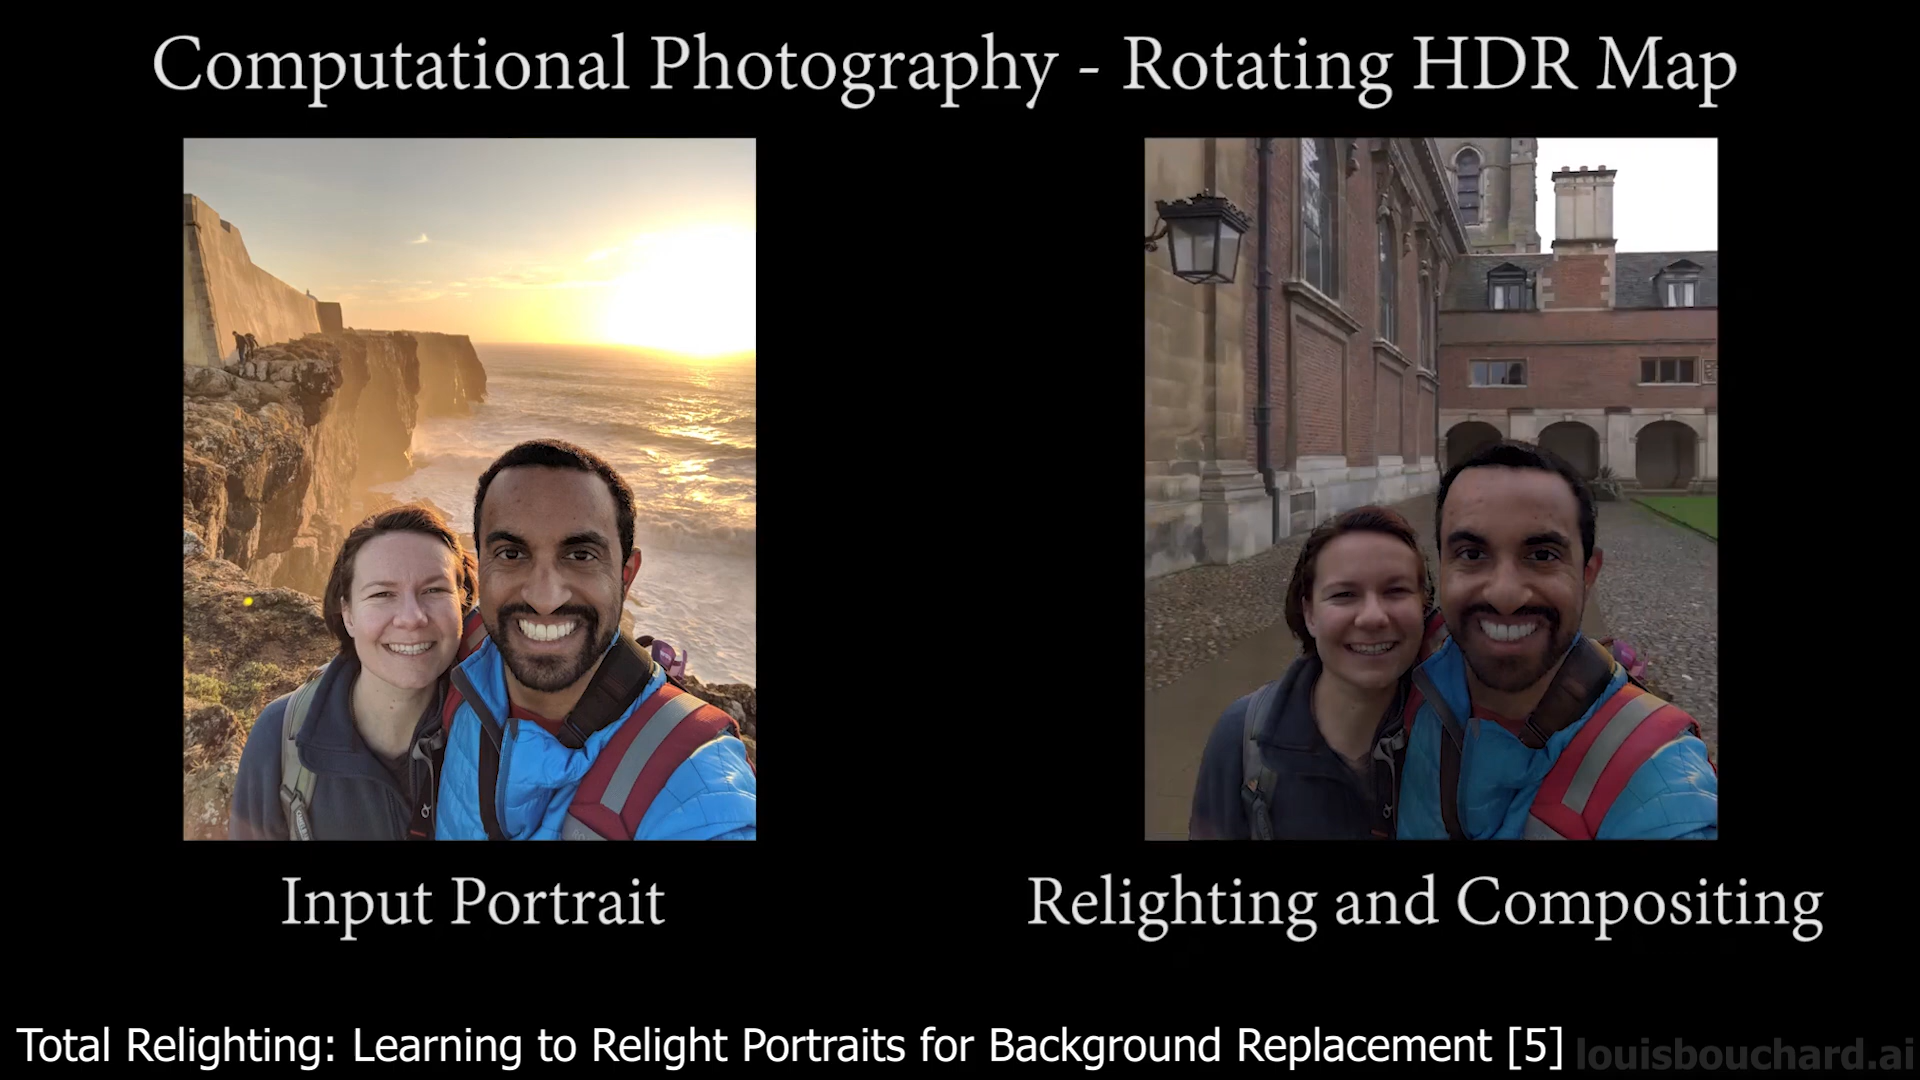 Computational Photography - Rotating HDR Map
Input Portrait
Relighting and Compositing
Total Relighting: Learning to Relight Portraits for Background Replacement [5]
louisbouchard.ai